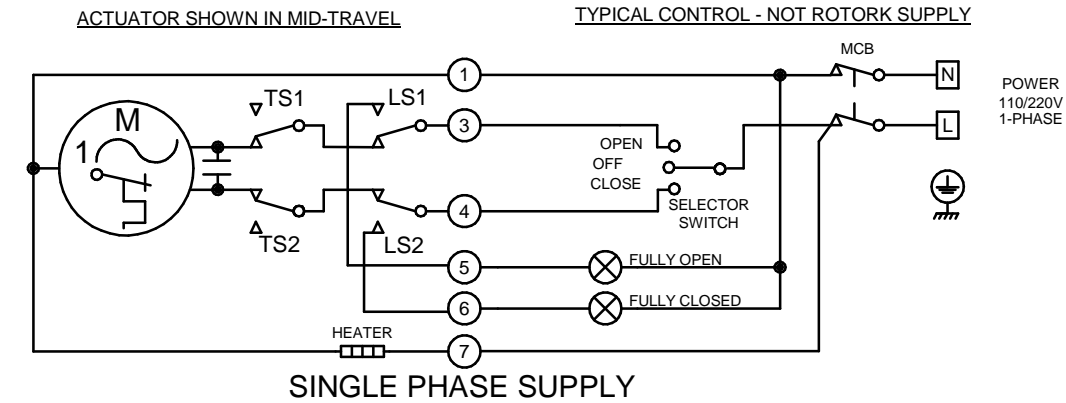 ACTUATOR SHOWN IN MID-TRAVEL
TYPICAL CONTROL - NOT ROTORK SUPPLY
MCB
1
N
POWER
110/220V
1-PHASE
TS1
LS1
M
1
3
L
OPEN
OFF
CLOSE
SELECTOR
SWITCH
4
TS2
LS2
5
FULLY OPEN
6
FULLY CLOSED
HEATER
7
SINGLE PHASE SUPPLY